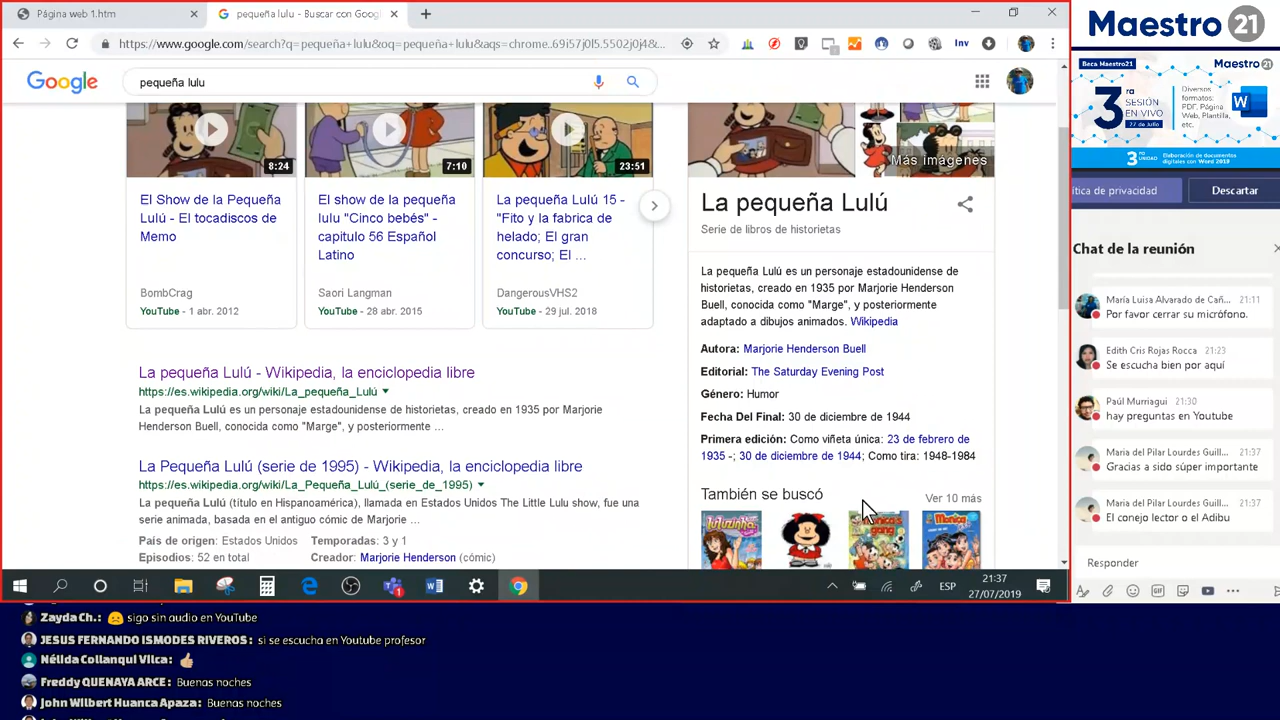 Página web 1.htm
pequeña lulu - Buscar con Googl
https://www.google.com/search?q=pequeña+lulu&oq=pequeña+lulu&aqs=chrome..69i57j0l5.5502j0j4&...
Inv
Google
pequeña lulu
8:24
7:10
23:51
Más imágenes
El Show de la Pequeña
Lulú - El tocadiscos de
Memo
BombCrag
YouTube - 1 abr. 2012
El show de la pequeña
lulu "Cinco bebés" -
capitulo 56 Español
Latino
Saori Langman
YouTube - 28 abr. 2015
La pequeña Lulú 15 -
"Fito y la fabrica de
helado; El gran
concurso; El ...
DangerousVHS2
YouTube - 29 jul. 2018
La pequeña Lulú - Wikipedia, la enciclopedia libre
https://es.wikipedia.org/wiki/La_pequeña_Lulú
La pequeña Lulú es un personaje estadounidense de historietas, creado en 1935 por Marjorie
Henderson Buell, conocida como "Marge", y posteriormente ...
La Pequeña Lulú (serie de 1995) - Wikipedia, la enciclopedia libre
https://es.wikipedia.org/wiki/La_Pequeña_Lulú_(serie_de_1995)
La pequeña Lulú (título en Hispanoamérica), llamada en Estados Unidos The Little Lulu show, fue una
serie animada, basada en el antiguo cómic de Marjorie ...
País de origen: Estados Unidos Temporadas: 3 y 1
Episodios: 52 en total Creador: Marjorie Henderson (cómic)
La pequeña Lulú
Serie de libros de historietas
La pequeña Lulú es un personaje estadounidense de
historietas, creado en 1935 por Marjorie Henderson
Buell, conocida como "Marge", y posteriormente
adaptado a dibujos animados. Wikipedia
Autora: Marjorie Henderson Buell
Editorial: The Saturday Evening Post
Género: Humor
Fecha Del Final: 30 de diciembre de 1944
Primera edición: Como viñeta única: 23 de febrero de
1935 -; 30 de diciembre de 1944; Como tira: 1948-1984
También se buscó
Ver 10 más
ESP
21:37
27/07/2019
Maestro 21
Beca Maestro21
Maestro 21
3ra
SESIÓN
EN VIVO
27 de Julio
Diversos
formatos:
PDF, Página
Web, Plantilla,
etc.
W
3ra UNIDAD
Elaboración de documentos
digitales con Word 2019
ítica de privacidad
Descartar
Chat de la reunión
María Luisa Alvarado de Cañ... 21:11
Por favor cerrar su micrófono.
Edith Cris Rojas Rocca 21:23
Se escucha bien por aquí
Paúl Murriagui 21:30
hay preguntas en Youtube
Maria del Pilar Lourdes Guill... 21:37
Gracias a sido súper importante
Maria del Pilar Lourdes Guill... 21:37
El conejo lector o el Adibu
Responder
Zayda Ch.: sigo sin audio en YouTube
JESUS FERNANDO ISMODES RIVEROS: si se escucha en Youtube profesor
Nélida Collanqui Vilca:
Freddy QUENAYA ARCE: Buenas noches
John Wilbert Huanca Apaza: Buenas noches